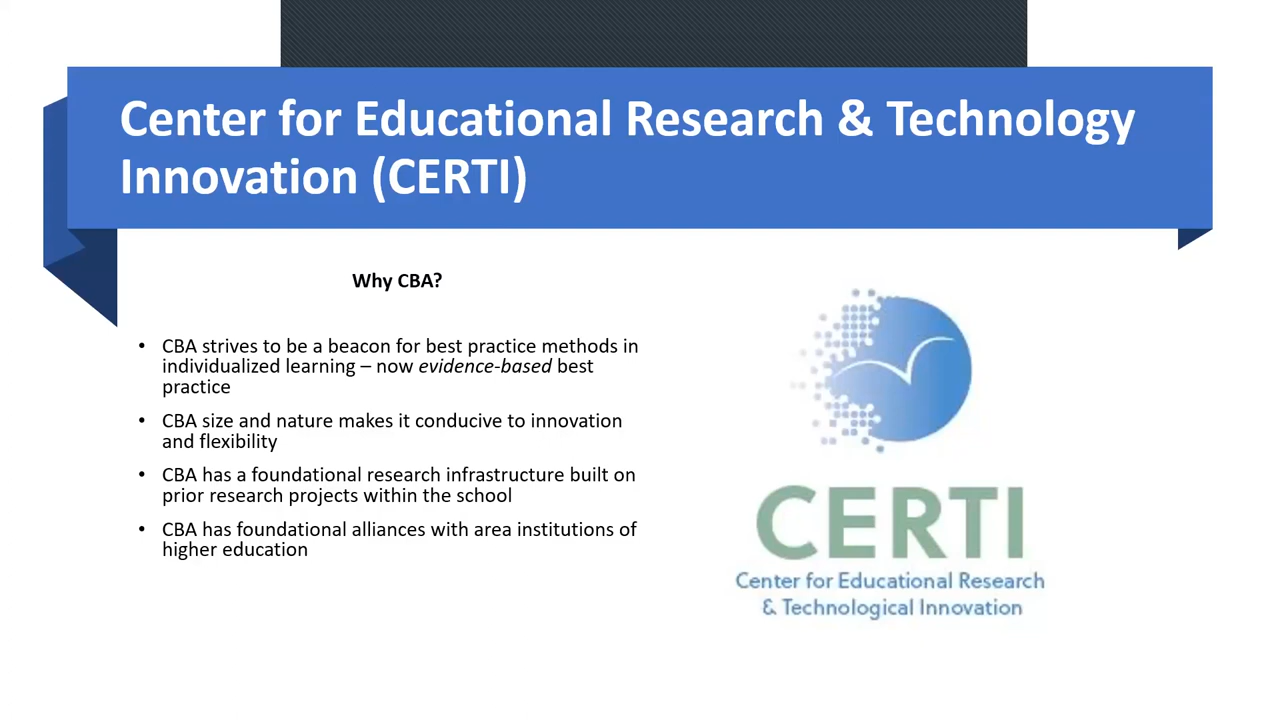 Center for Educational Research & Technology
Innovation (CERTI)
Why CBA?
• CBA strives to be a beacon for best practice methods in
individualized learning – now evidence-based best
practice
• CBA size and nature makes it conducive to innovation
and flexibility
• CBA has a foundational research infrastructure built on
prior research projects within the school
• CBA has foundational alliances with area institutions of
higher education
CERTI
Center for Educational Research
& Technological Innovation